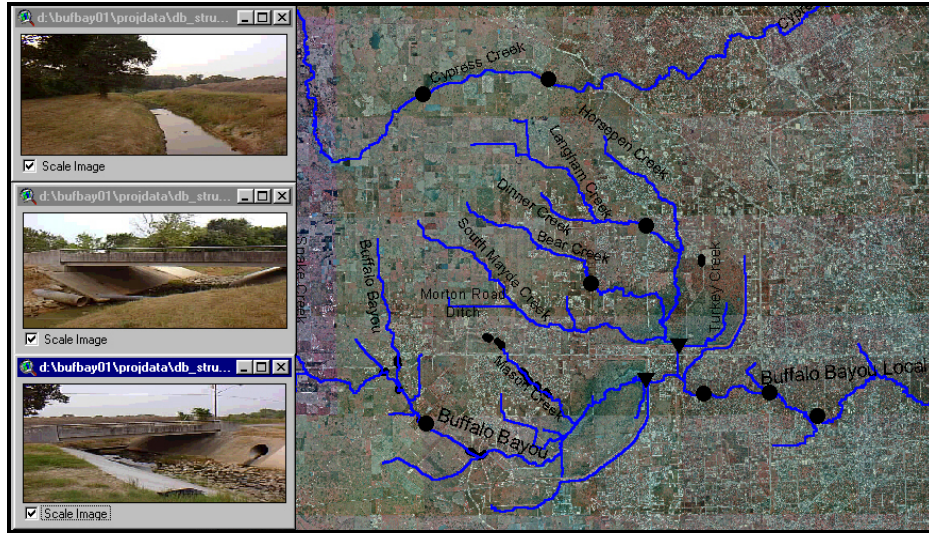 d:\bufbay01\projdata\db_stru...
Scale Image
d:\bufbay01\projdata\db_stru...
Scale Image
d:\bufbay01\projdata\db_stru...
Scale Image
Cypress Creek
Horsepen Creek
Langham Creek
Dinner Creek
Bear Creek
South Mayde Creek
Snake Creek
Buffalo Bayou
Morton Road
Ditch
Turkey Creek
Mason Creek
Buffalo Bayou
Buffalo Bayou Local